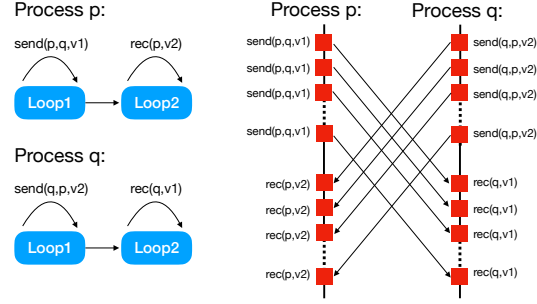 Process p:
send(p,q,v1) rec(p,v2)
Loop1 Loop2
Process q:
send(q,p,v2) rec(q,v1)
Loop1 Loop2
Process p: Process q:
send(p,q,v1) send(q,p,v2)
send(p,q,v1) send(q,p,v2)
send(p,q,v1) send(q,p,v2)
send(p,q,v1) send(q,p,v2)
rec(p,v2) rec(q,v1)
rec(p,v2) rec(q,v1)
rec(p,v2) rec(q,v1)
rec(p,v2) rec(q,v1)